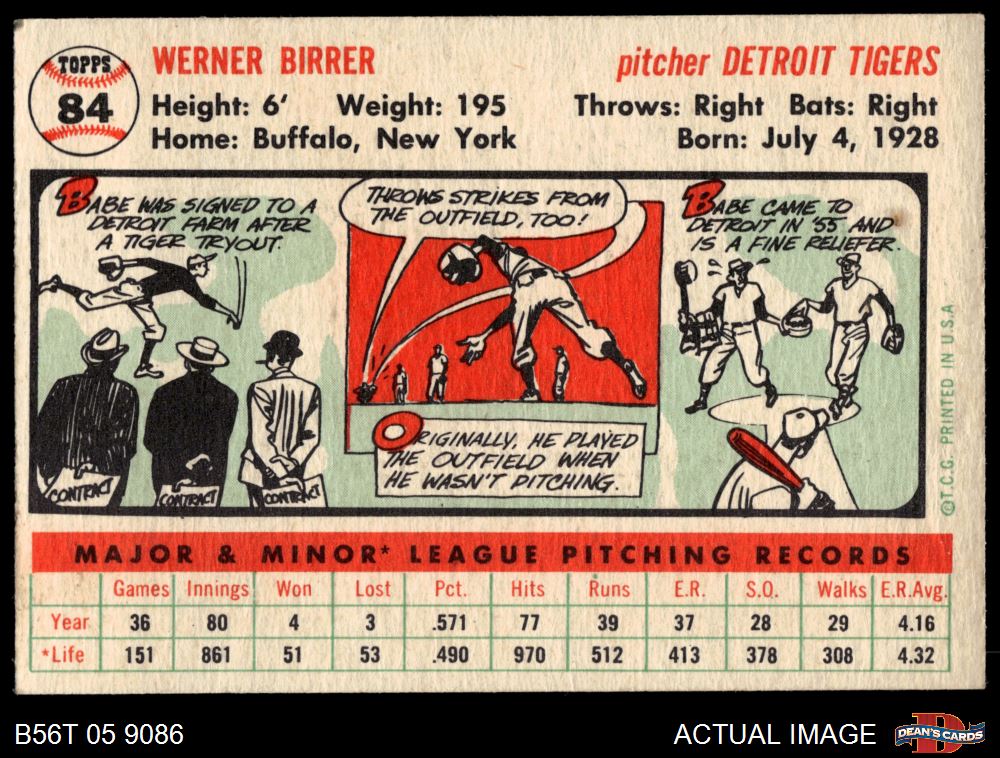 TOPPS
84
WERNER BIRRER
pitcher DETROIT TIGERS
Height: 6' Weight: 195
Throws: Right Bats: Right
Home: Buffalo, New York
Born: July 4, 1928
BABE WAS SIGNED TO A
DETROIT FARM AFTER
A TIGER TRYOUT.
CONTRACT
CONTRACT
CONTRACT
THROWS STRIKES FROM
THE OUTFIELD, TOO!
ORIGINALLY, HE PLAYED
THE OUTFIELD WHEN
HE WASN'T PITCHING.
BABE CAME TO
DETROIT IN '55 AND
IS A FINE RELIEFER.
©T.C.G. PRINTED IN U.S.A
MAJOR & MINOR* LEAGUE PITCHING RECORDS
Games Innings Won Lost Pct. Hits Runs E.R. S.O. Walks E.R.Avg.
Year 36 80 4 3 .571 77 39 37 28 29 4.16
*Life 151 861 51 53 .490 970 512 413 378 308 4.32
B56T 05 9086
ACTUAL IMAGE
D
DEAN'S CARDS